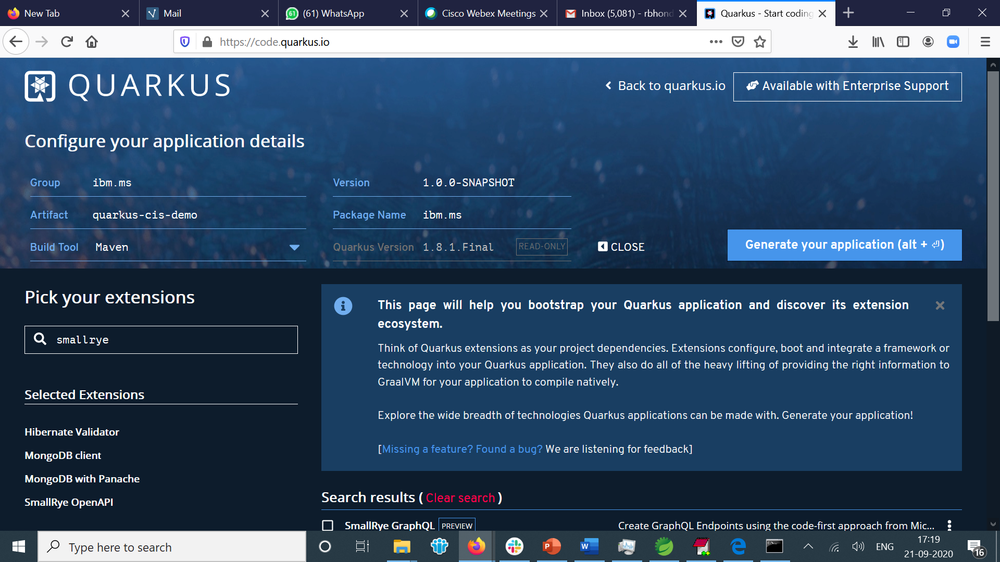 New Tab
Mail
(61) WhatsApp
Cisco Webex Meetings
Inbox (5,081) - rbhond
Quarkus - Start coding
https://code.quarkus.io
QUARKUS
Back to quarkus.io
Available with Enterprise Support
Configure your application details
Group ibm.ms
Version 1.0.0-SNAPSHOT
Artifact quarkus-cis-demo
Package Name ibm.ms
Build Tool Maven
Quarkus Version 1.8.1.Final READ-ONLY
CLOSE
Generate your application (alt + ⏎)
Pick your extensions
smallrye
Selected Extensions
Hibernate Validator
MongoDB client
MongoDB with Panache
SmallRye OpenAPI
This page will help you bootstrap your Quarkus application and discover its extension
ecosystem.
Think of Quarkus extensions as your project dependencies. Extensions configure, boot and integrate a framework or
technology into your Quarkus application. They also do all of the heavy lifting of providing the right information to
GraalVM for your application to compile natively.
Explore the wide breadth of technologies Quarkus applications can be made with. Generate your application!
[Missing a feature? Found a bug? We are listening for feedback]
Search results ( Clear search )
SmallRye GraphQL PREVIEW
Create GraphQL Endpoints using the code-first approach from Mic...
Type here to search
ENG
17:19
21-09-2020
16